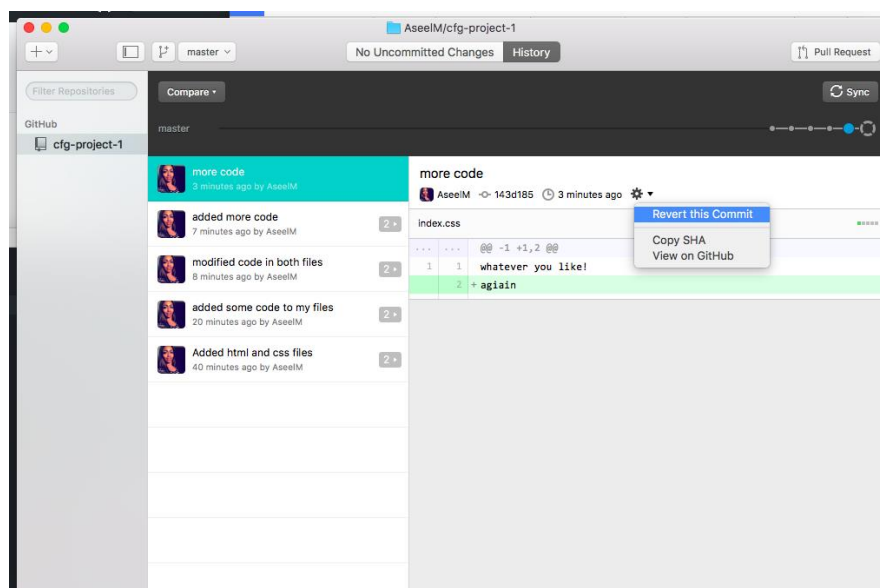 AseelM/cfg-project-1
master
No Uncommitted Changes
History
Pull Request
Filter Repositories
Compare
Sync
GitHub
cfg-project-1
master
more code
3 minutes ago by AseelM
added more code
7 minutes ago by AseelM
2
modified code in both files
8 minutes ago by AseelM
2
added some code to my files
20 minutes ago by AseelM
2
Added html and css files
40 minutes ago by AseelM
2
more code
AseelM 143d185 3 minutes ago
Revert this Commit
Copy SHA
View on GitHub
index.css
... ... @@ -1 +1,2 @@
1 1 whatever you like!
2 + agiain